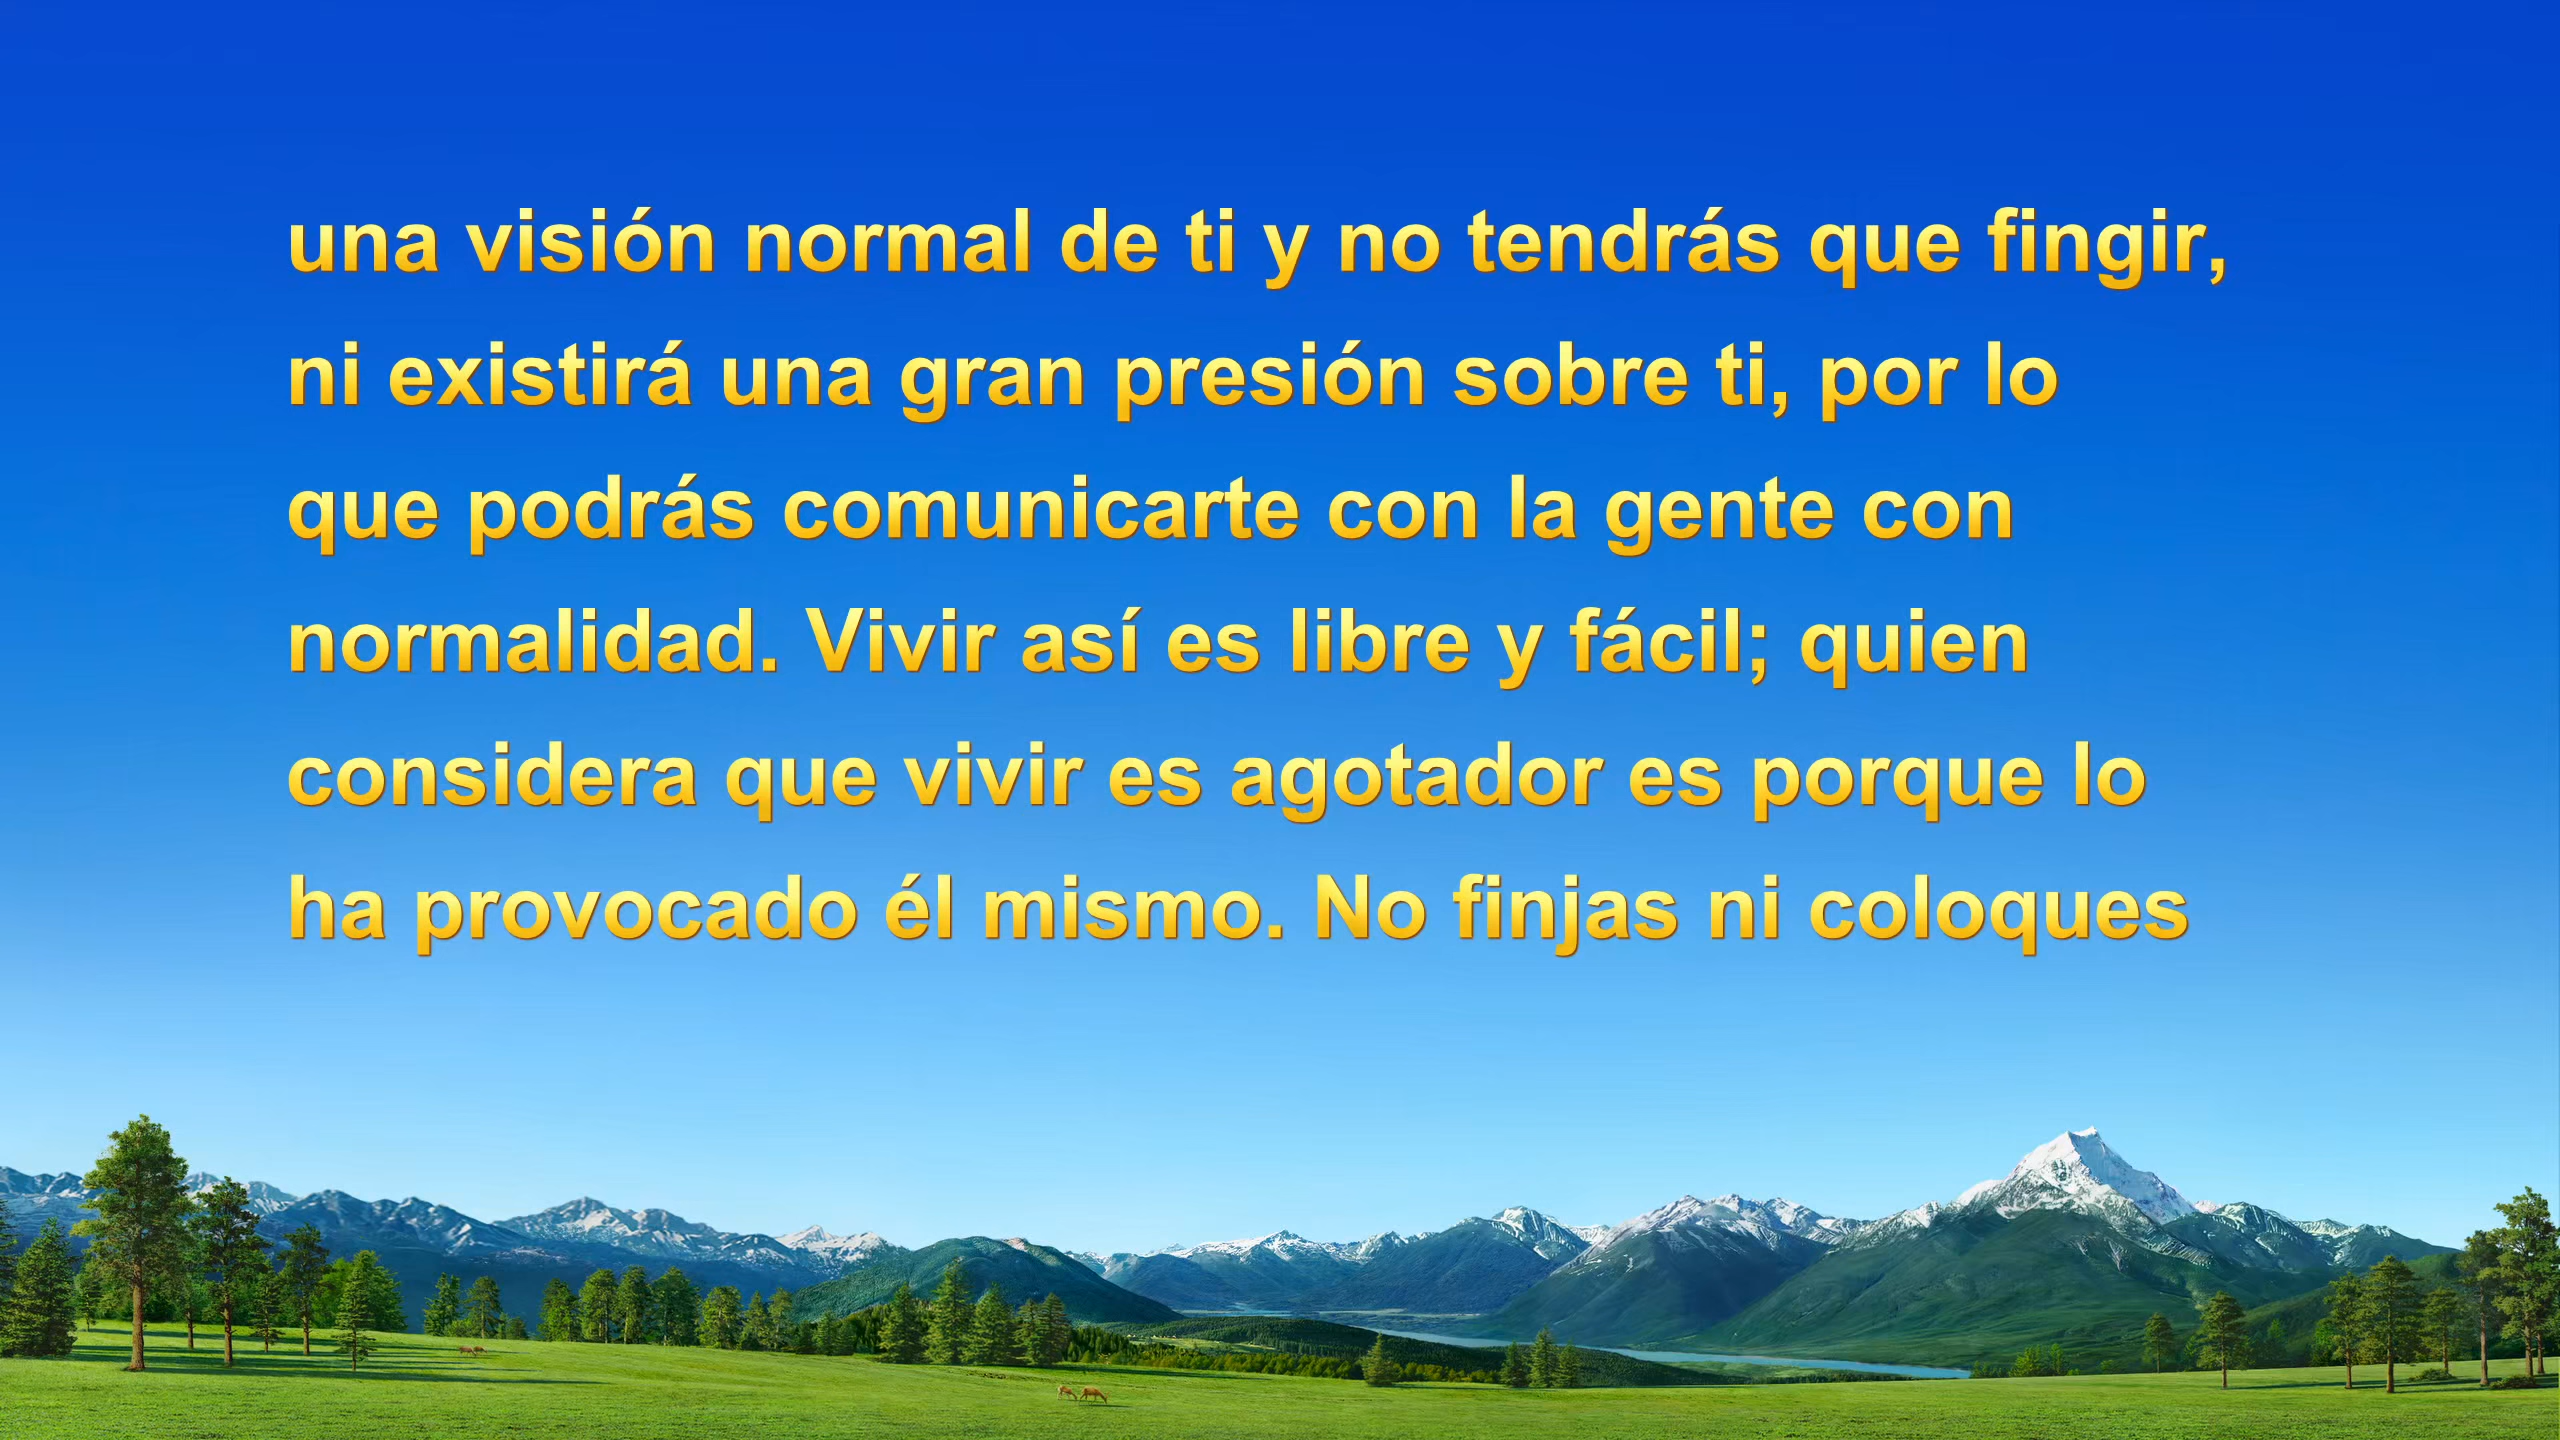 una visión normal de ti y no tendrás que fingir,
ni existirá una gran presión sobre ti, por lo
que podrás comunicarte con la gente con
normalidad. Vivir así es libre y fácil; quien
considera que vivir es agotador es porque lo
ha provocado él mismo. No finjas ni coloques